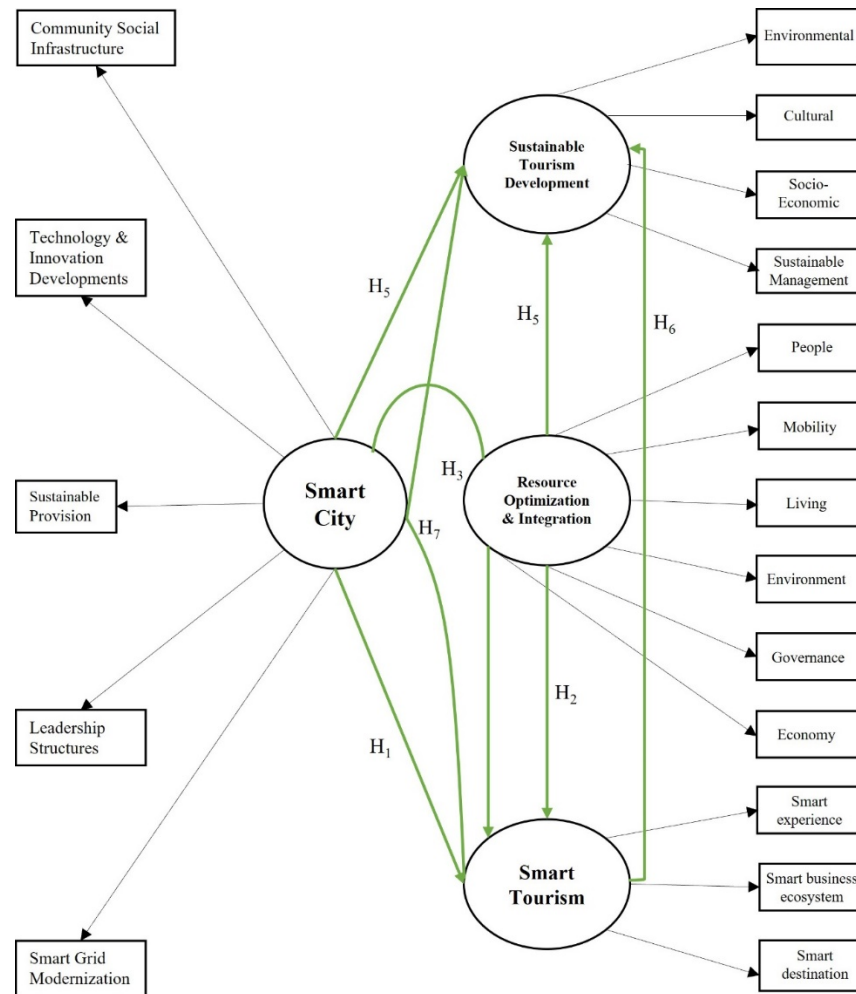 Community Social
Infrastructure
Technology &
Innovation
Developments
Sustainable
Provision
Leadership
Structures
Smart Grid
Modernization
Smart
City
Sustainable
Tourism
Development
Resource
Optimization
& Integration
Smart
Tourism
H5
H5
H6
H3
H7
H2
H1
Environmental
Cultural
Socio-
Economic
Sustainable
Management
People
Mobility
Living
Environment
Governance
Economy
Smart
experience
Smart business
ecosystem
Smart
destination